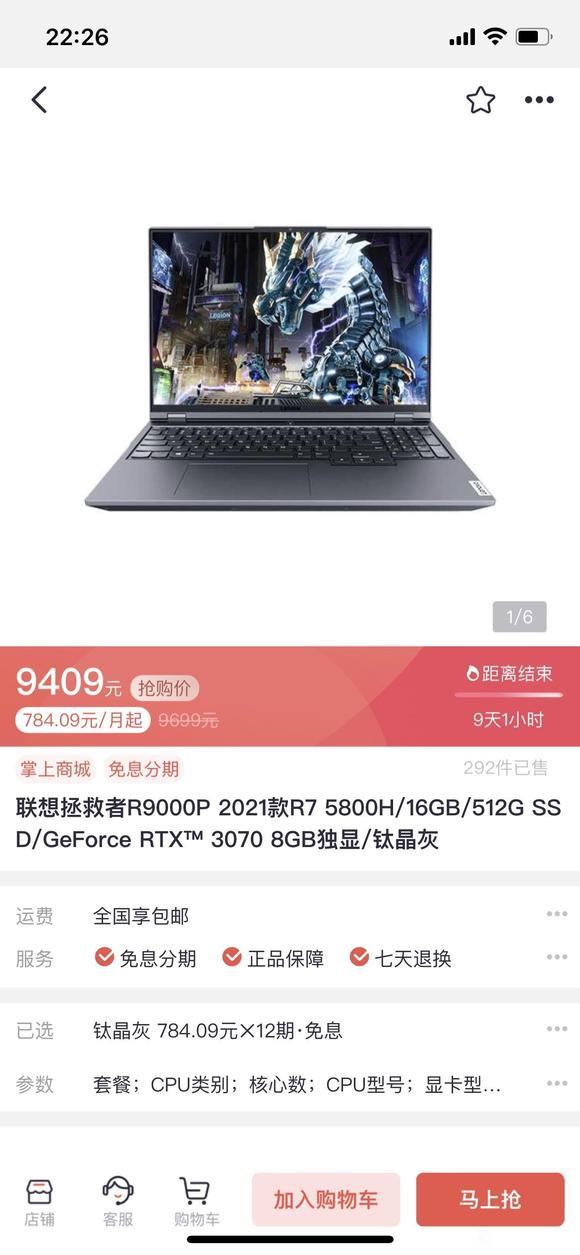 22:26
LEGION
LEGION
1/6
9409元 抢购价
距离结束
784.09元/月起 9699元
9天1小时
掌上商城 免息分期
292件已售
联想拯救者R9000P 2021款R7 5800H/16GB/512G SS
D/GeForce RTX™ 3070 8GB独显/钛晶灰
运费 全国享包邮
服务 免息分期 正品保障 七天退换
已选 钛晶灰 784.09元×12期·免息
参数 套餐；CPU类别；核心数；CPU型号；显卡型...
店铺 客服 购物车 加入购物车 马上抢